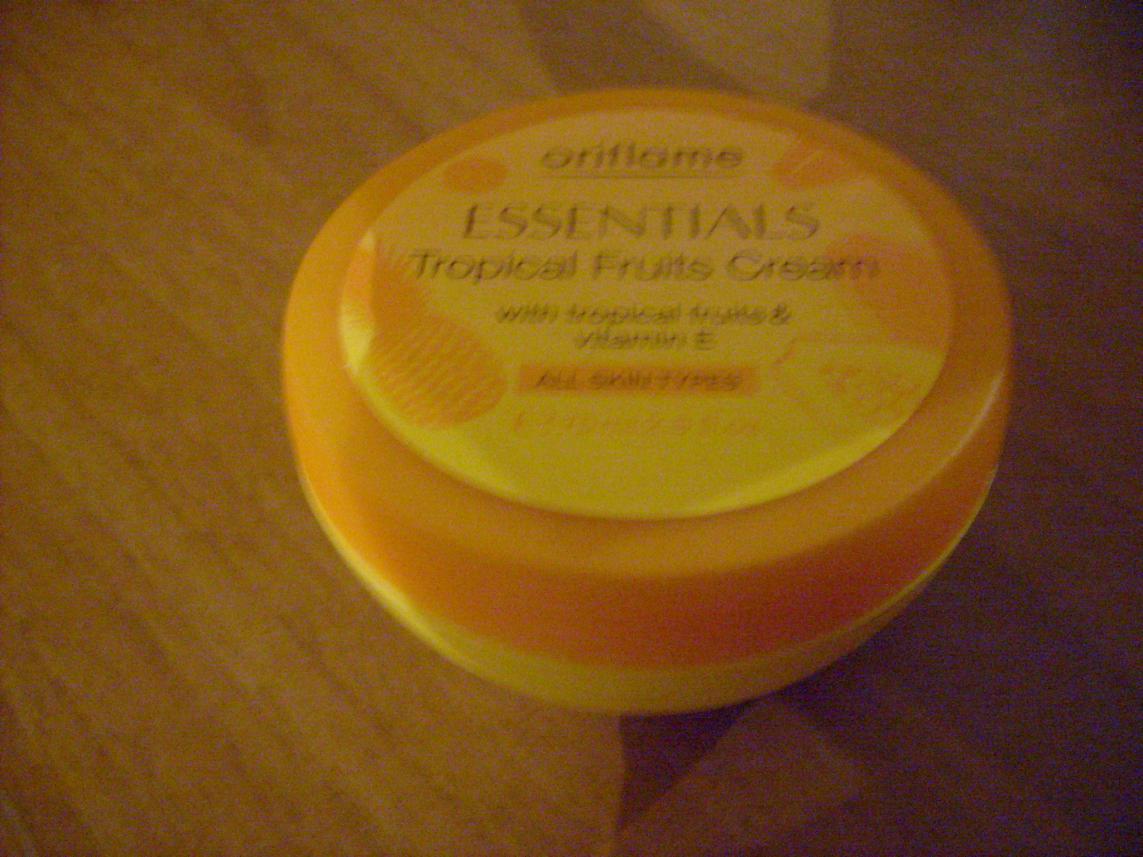 oriflame
ESSENTIALS
Tropical Fruits Cream
with tropical fruits &
vitamin E
ALL SKIN TYPES